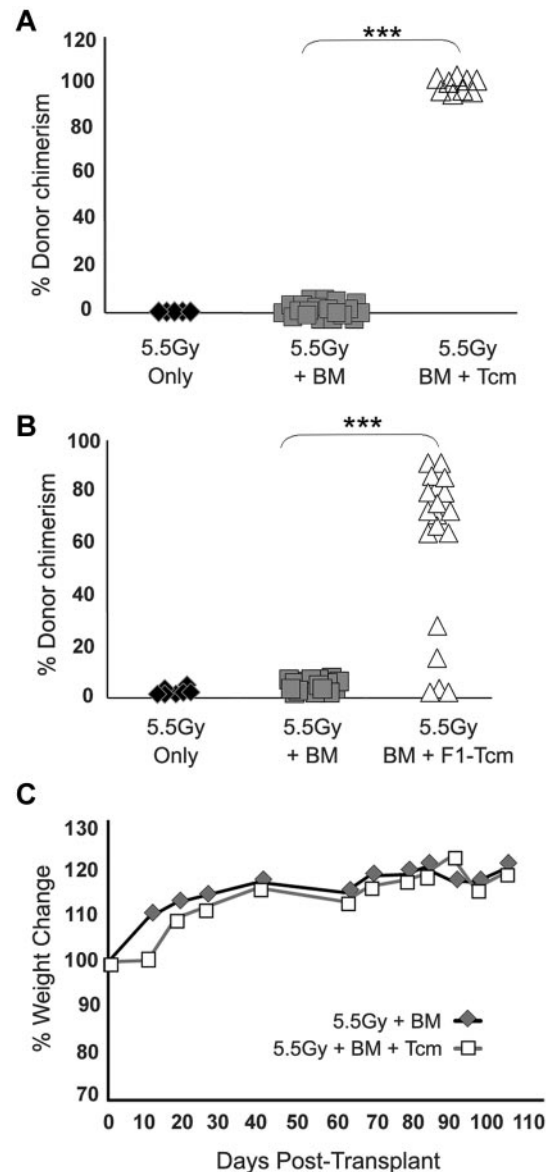 A
120
100
80
60
40
20
0
% Donor chimerism
***
5.5Gy
Only
5.5Gy
+ BM
5.5Gy
BM + Tcm
B
100
80
60
40
20
0
% Donor chimerism
***
5.5Gy
Only
5.5Gy
+ BM
5.5Gy
BM + F1-Tcm
C
130
120
110
100
90
80
70
% Weight Change
5.5Gy + BM
5.5Gy + BM + Tcm
0 10 20 30 40 50 60 70 80 90 100 110
Days Post-Transplant